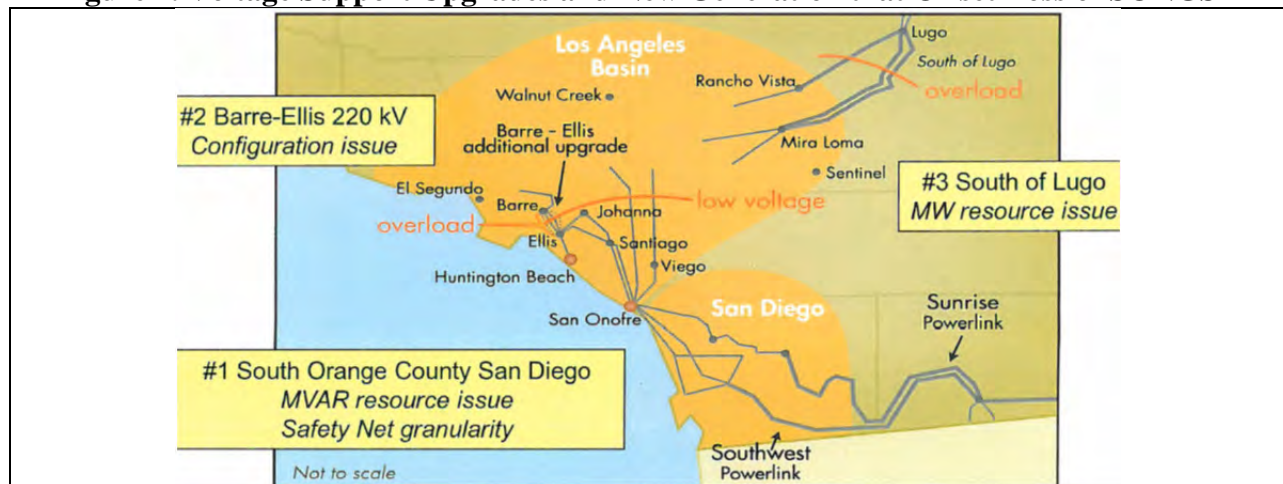 Los Angeles
Basin
Lugo
South of Lugo
Rancho Vista
overload
Walnut Creek
#2 Barre-Ellis 220 kV
Configuration issue
Barre – Ellis
additional upgrade
Mira Loma
Sentinel
#3 South of Lugo
MW resource issue
El Segundo
Barre
Johanna
low voltage
overload
Ellis
Santiago
Viego
Huntington Beach
San Onofre
San Diego
Sunrise
Powerlink
#1 South Orange County San Diego
MVAR resource issue
Safety Net granularity
Southwest
Powerlink
Not to scale